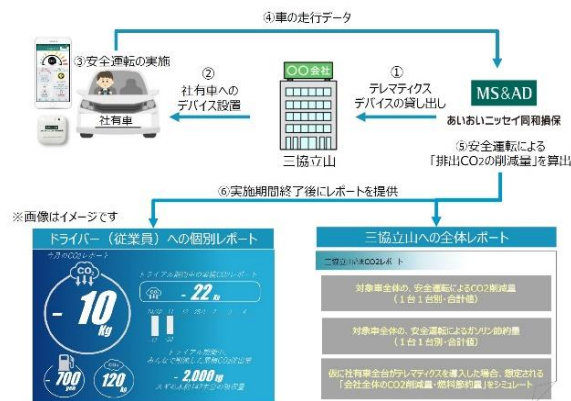 ④車の走行データ
③安全運転の実施
〇〇会社
②
社有車への
デバイス設置
①
テレマティクス
デバイスの貸し出し
MS&AD
あいおいニッセイ同和損保
社有車
三協立山
⑤安全運転による
「排出CO2の削減量」を算出
⑥実施期間終了後にレポートを提供
※画像はイメージです
ドライバー（従業員）への個別レポート
今月のCO2レポート
CO2
- 10
Kg
- 22 Kg
- 2,000 Kg
- 700
yen
120
kg
三協立山への全体レポート
対象車全体の、安全運転によるCO2削減量
（1台1台別・合計値）
対象車全体の、安全運転によるガソリン節約量
（1台1台別・合計値）
仮に社有車全台がテレマティクスを導入した場合、想定される
「会社全体のCO2削減量・燃料節約量」をシミュレート